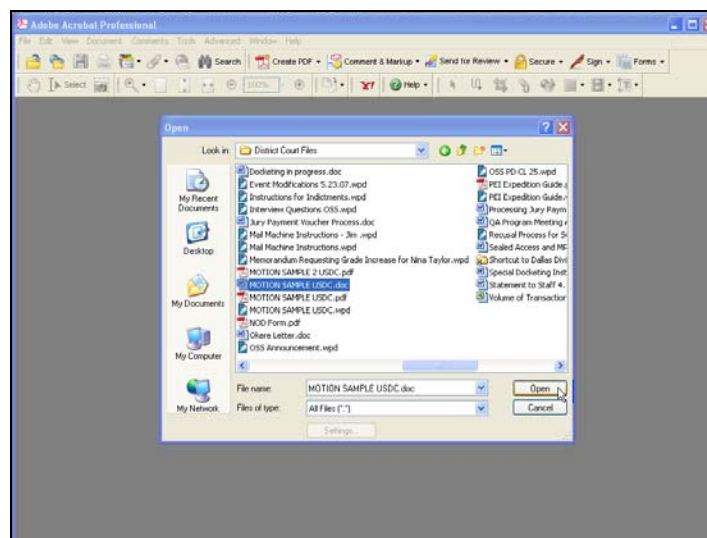 Adobe Acrobat Professional
File Edit View Document Comments Tools Advanced Window Help
Search Create PDF Comment & Markup Send for Review Secure Sign Forms
Select 100% Y! Help
Open
Look in: District Court Files
My Recent Documents
Desktop
My Documents
My Computer
My Network
Docketing in progress.doc
Event Modifications 5.23.07.wpd
Instructions for Indictments.wpd
Interview Questions OSS.wpd
Jury Payment Voucher Process.doc
Mail Machine Instructions - Jim .wpd
Mail Machine Instructions.wpd
Memorandum Requesting Grade Increase for Nina Taylor.wpd
MOTION SAMPLE 2 USDC.pdf
MOTION SAMPLE USDC.doc
MOTION SAMPLE USDC.pdf
MOTION SAMPLE USDC.wpd
NOD Form.pdf
Okere Letter.doc
OSS Announcement.wpd
OSS PD CL 25.wpd
PEI Expedition Guide.
PEI Expedition Guide.
Processing Jury Paym
QA Program Meeting
Recusal Process for
Sealed Access and
Shortcut to Dallas Divi
Special Docketing Inst
Statement to Staff 4.
Volume of Transaction
File name: MOTION SAMPLE USDC.doc Open
Files of type: All Files (*.*) Cancel
Settings...